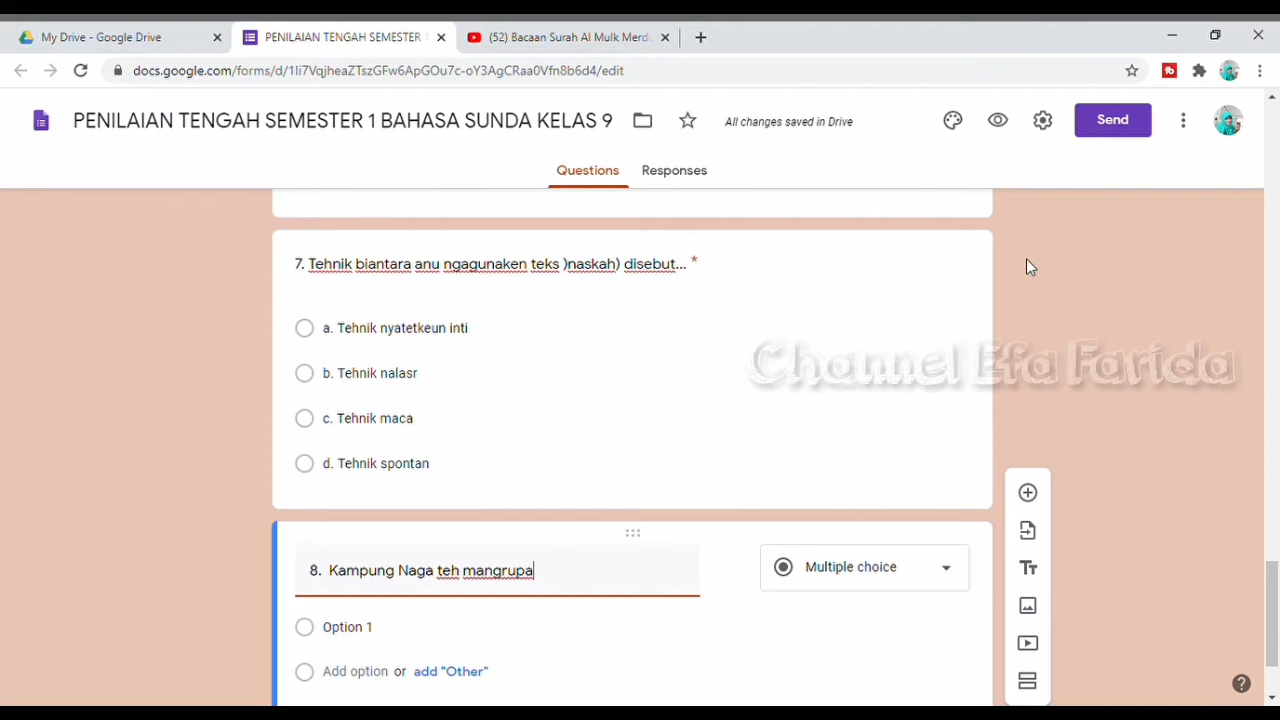 My Drive - Google Drive
PENILAIAN TENGAH SEMESTER 1
(52) Bacaan Surah Al Mulk Merdu
docs.google.com/forms/d/1Ii7VqjheaZTszGFw6ApGOu7c-oY3AgCRaa0Vfn8b6d4/edit
PENILAIAN TENGAH SEMESTER 1 BAHASA SUNDA KELAS 9
All changes saved in Drive
Send
Questions
Responses
7. Tehnik biantara anu ngagunaken teks )naskah) disebut... *
a. Tehnik nyatetkeun inti
b. Tehnik nalasr
c. Tehnik maca
d. Tehnik spontan
Channel Efa Farida
8. Kampung Naga teh mangrupa
Multiple choice
Option 1
Add option or add "Other"